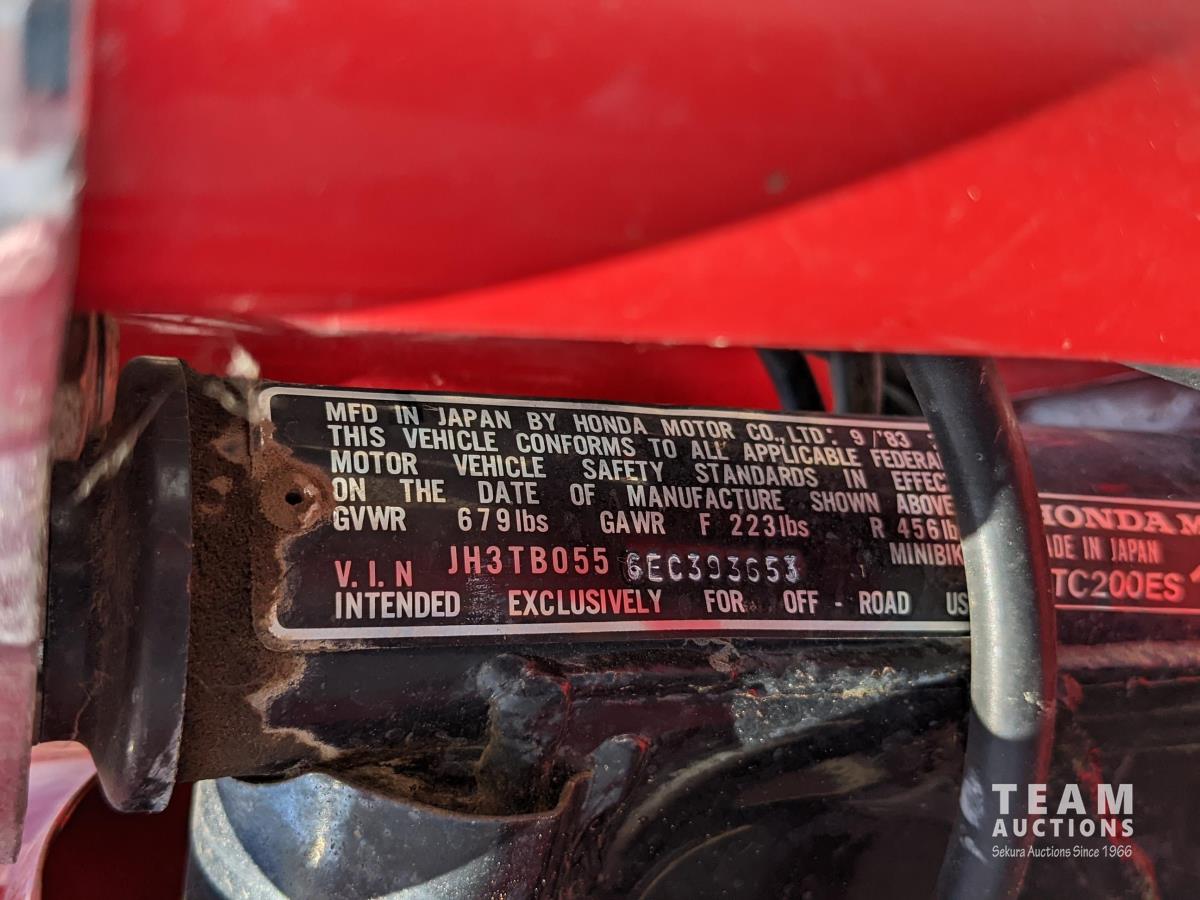 MFD IN JAPAN BY HONDA MOTOR CO., LTD: 9/'83
THIS VEHICLE CONFORMS TO ALL APPLICABLE FEDERA
MOTOR VEHICLE SAFETY STANDARDS IN EFFEC
ON THE DATE OF MANUFACTURE SHOWN ABOVE
GVWR 679lbs GAWR F 223lbs R 456lb
MINIBIK
V.I.N JH3TB055 6EC393653
INTENDED EXCLUSIVELY FOR OFF - ROAD US
HONDA M
DE IN JAPAN
TC200ES
TEAM
AUCTIONS
Sekura Auctions Since 1966